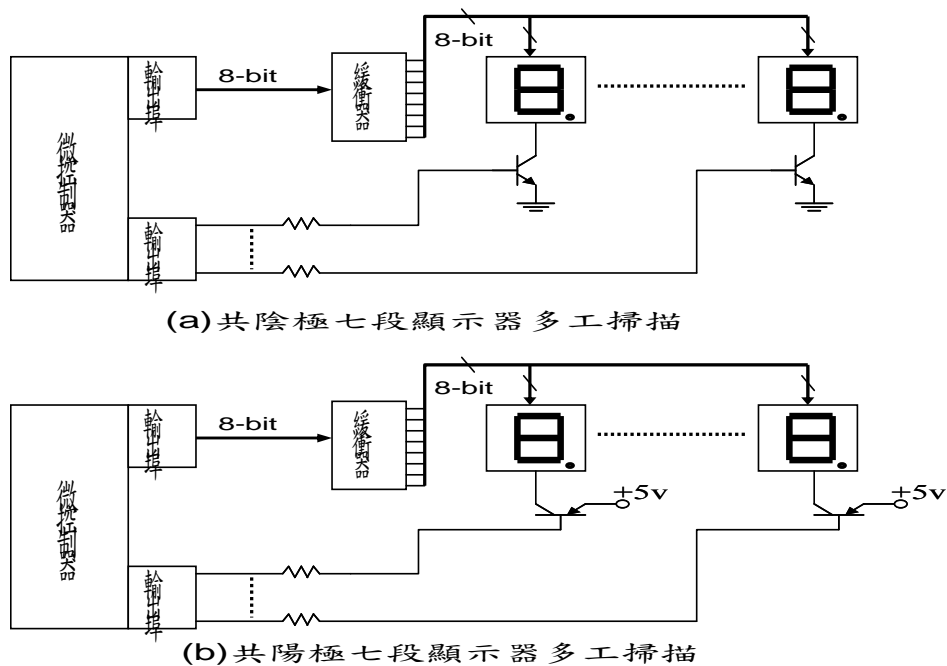 8-bit
輸出埠
8-bit
緩衝器
微控制器
輸出埠
(a)共陰極七段顯示器多工掃描
8-bit
輸出埠
8-bit
緩衝器
+5v
+5v
微控制器
輸出埠
(b)共陽極七段顯示器多工掃描